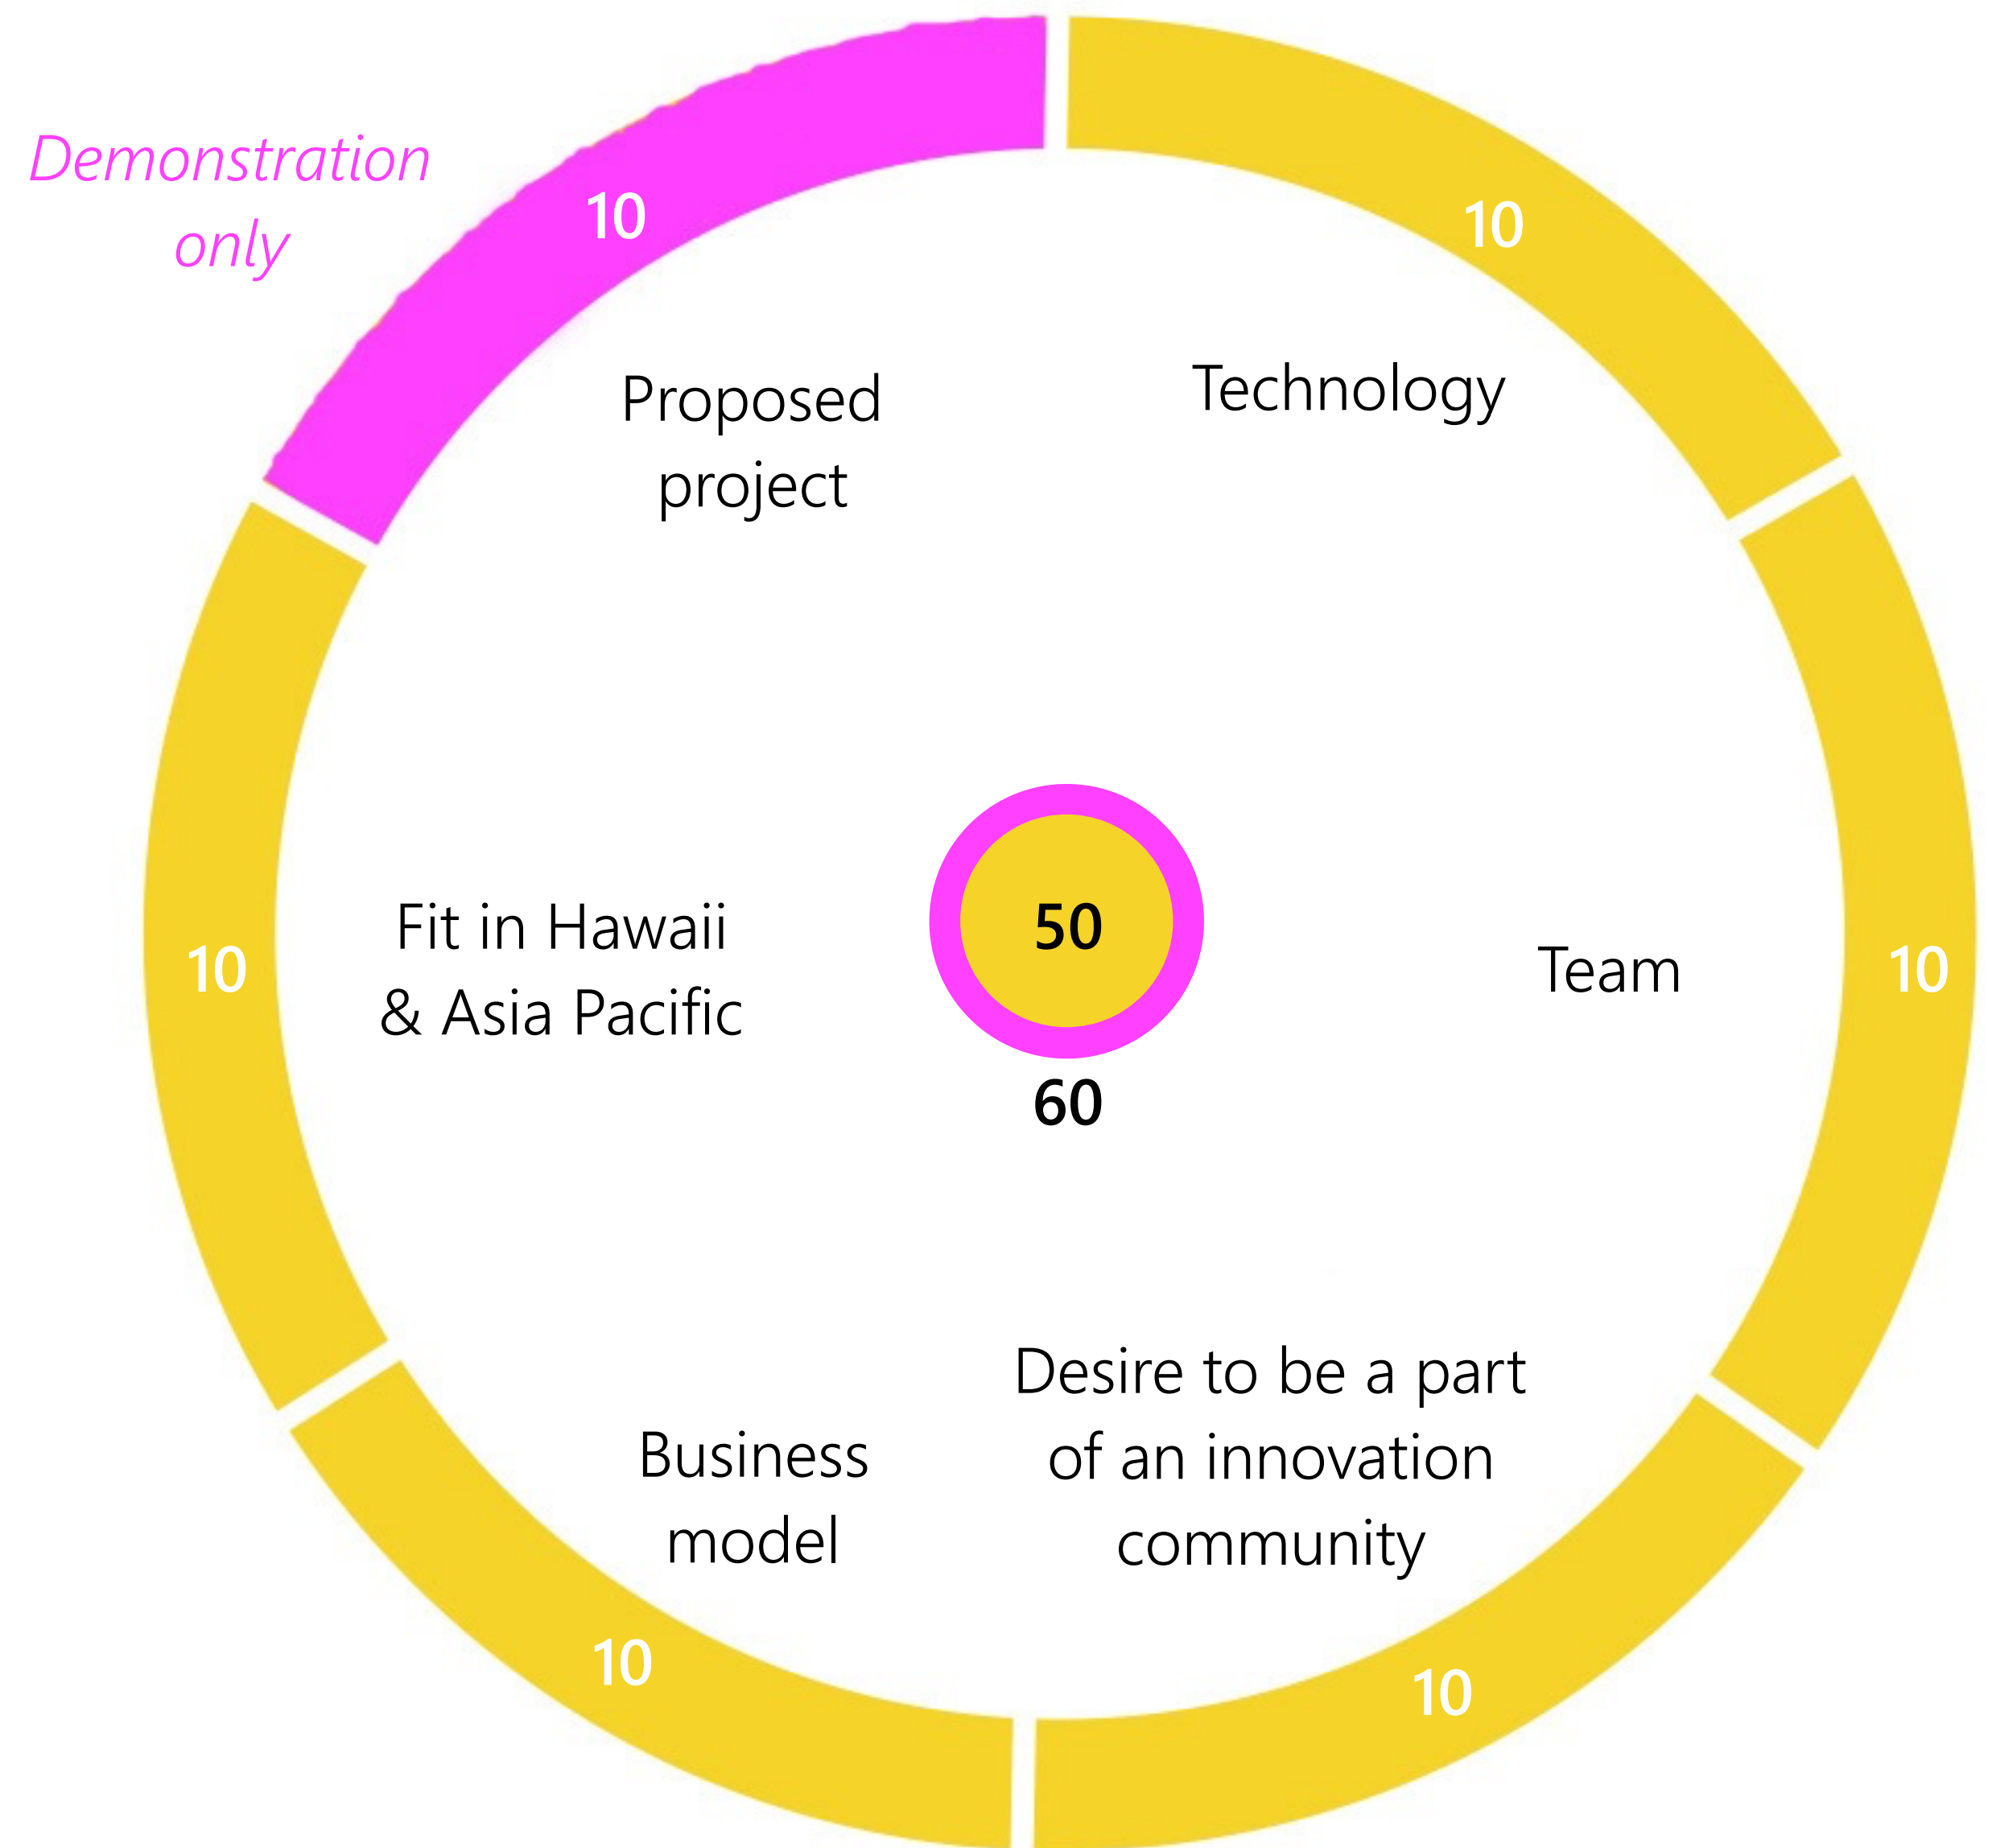 Demonstration
only
10
10
Proposed
project
Technology
Fit in Hawaii
& Asia Pacific
10
50
60
Team
10
Desire to be a part
of an innovation
community
Business
model
10
10